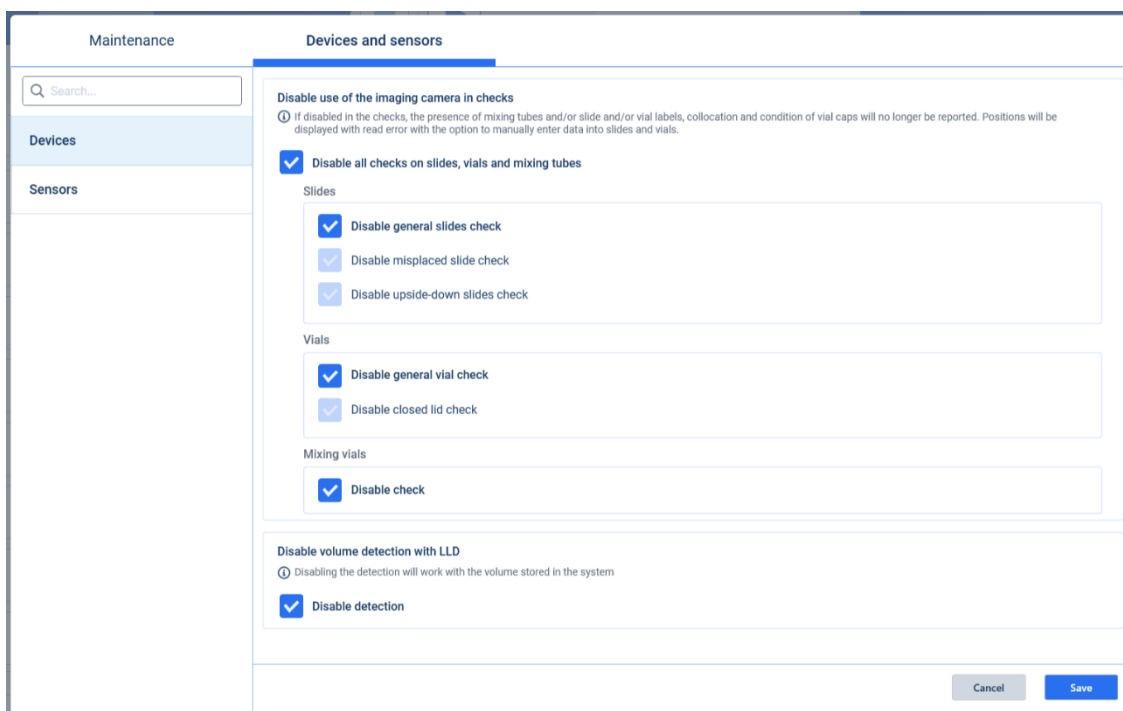 Maintenance
Devices and sensors
Search...
Devices
Sensors
Disable use of the imaging camera in checks
If disabled in the checks, the presence of mixing tubes and/or slide and/or vial labels, collocation and condition of vial caps will no longer be reported. Positions will be
displayed with read error with the option to manually enter data into slides and vials.
Disable all checks on slides, vials and mixing tubes
Slides
Disable general slides check
Disable misplaced slide check
Disable upside-down slides check
Vials
Disable general vial check
Disable closed lid check
Mixing vials
Disable check
Disable volume detection with LLD
Disabling the detection will work with the volume stored in the system
Disable detection
Cancel
Save